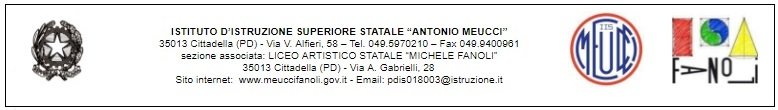 ISTITUTO D'ISTRUZIONE SUPERIORE STATALE "ANTONIO MEUCCI"
35013 Cittadella (PD) - Via V. Alfieri, 58 – Tel. 049.5970210 – Fax 049.9400961
sezione associata: LICEO ARTISTICO STATALE "MICHELE FANOLI"
35013 Cittadella (PD) - Via A. Gabrielli, 28
Sito internet: www.meuccifanoli.gov.it - Email: pdis018003@istruzione.it
IIS
MEUCCI
FANOLI